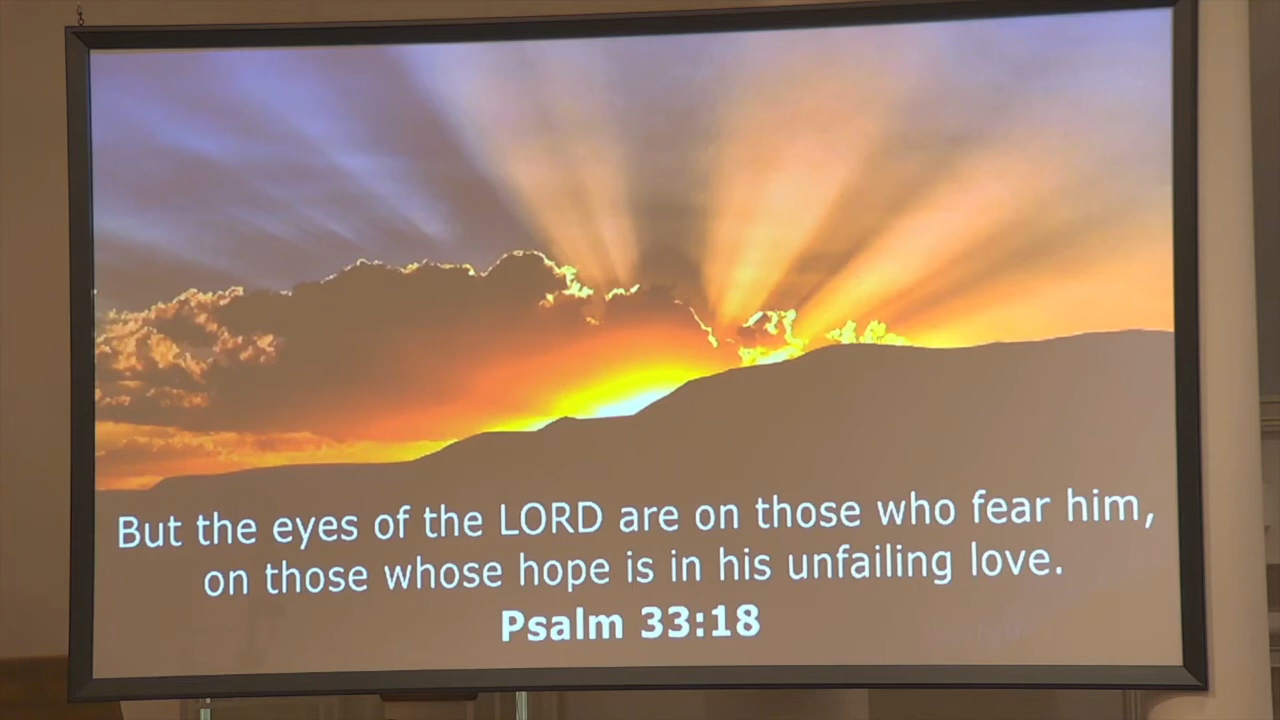 But the eyes of the LORD are on those who fear him,
on those whose hope is in his unfailing love.
Psalm 33:18